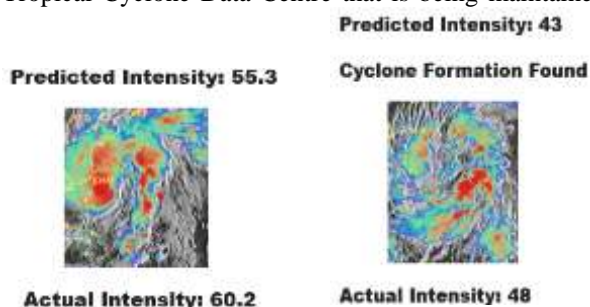 Tropical Cyclone Data Centre that is being maintaine
Predicted Intensity: 55.3
Actual Intensity: 60.2
Predicted Intensity: 43
Cyclone Formation Found
Actual Intensity: 48